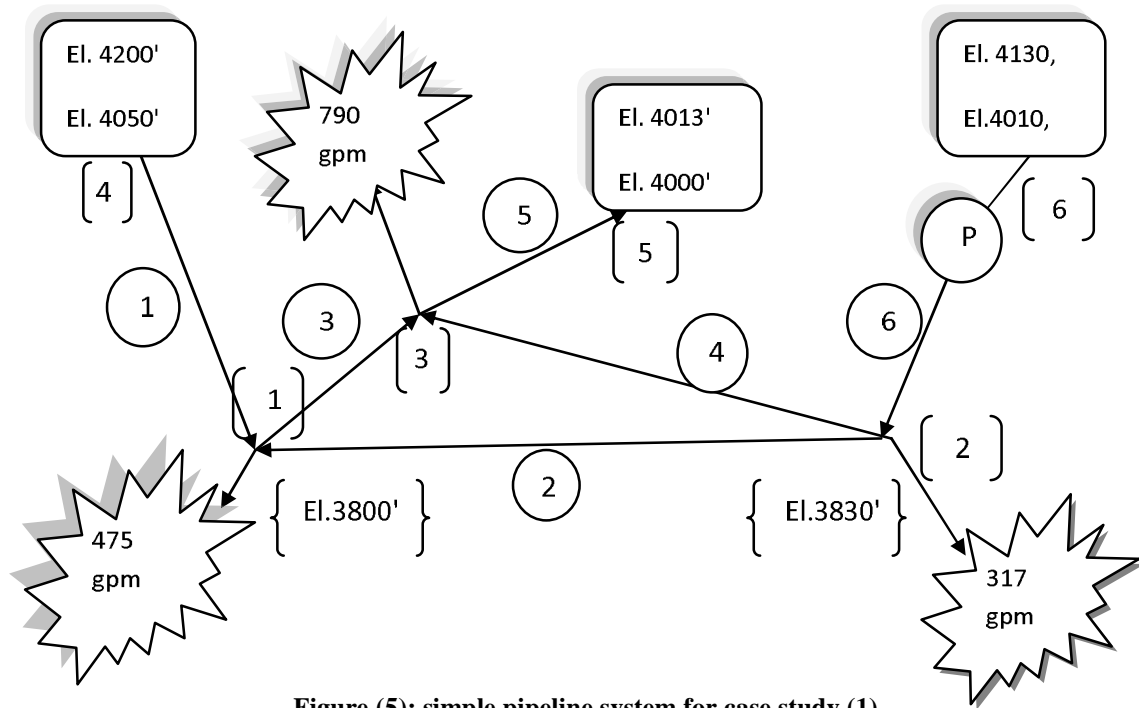 El. 4200'
El. 4050'
[4]
790
gpm
El. 4013'
El. 4000'
[5]
El. 4130,
El.4010,
[6]
P
5
1
3
6
4
[3]
[1]
2
[2]
{El.3800'}
{El.3830'}
475
gpm
317
gpm
Figure (5): simple pipeline system for case study (1)